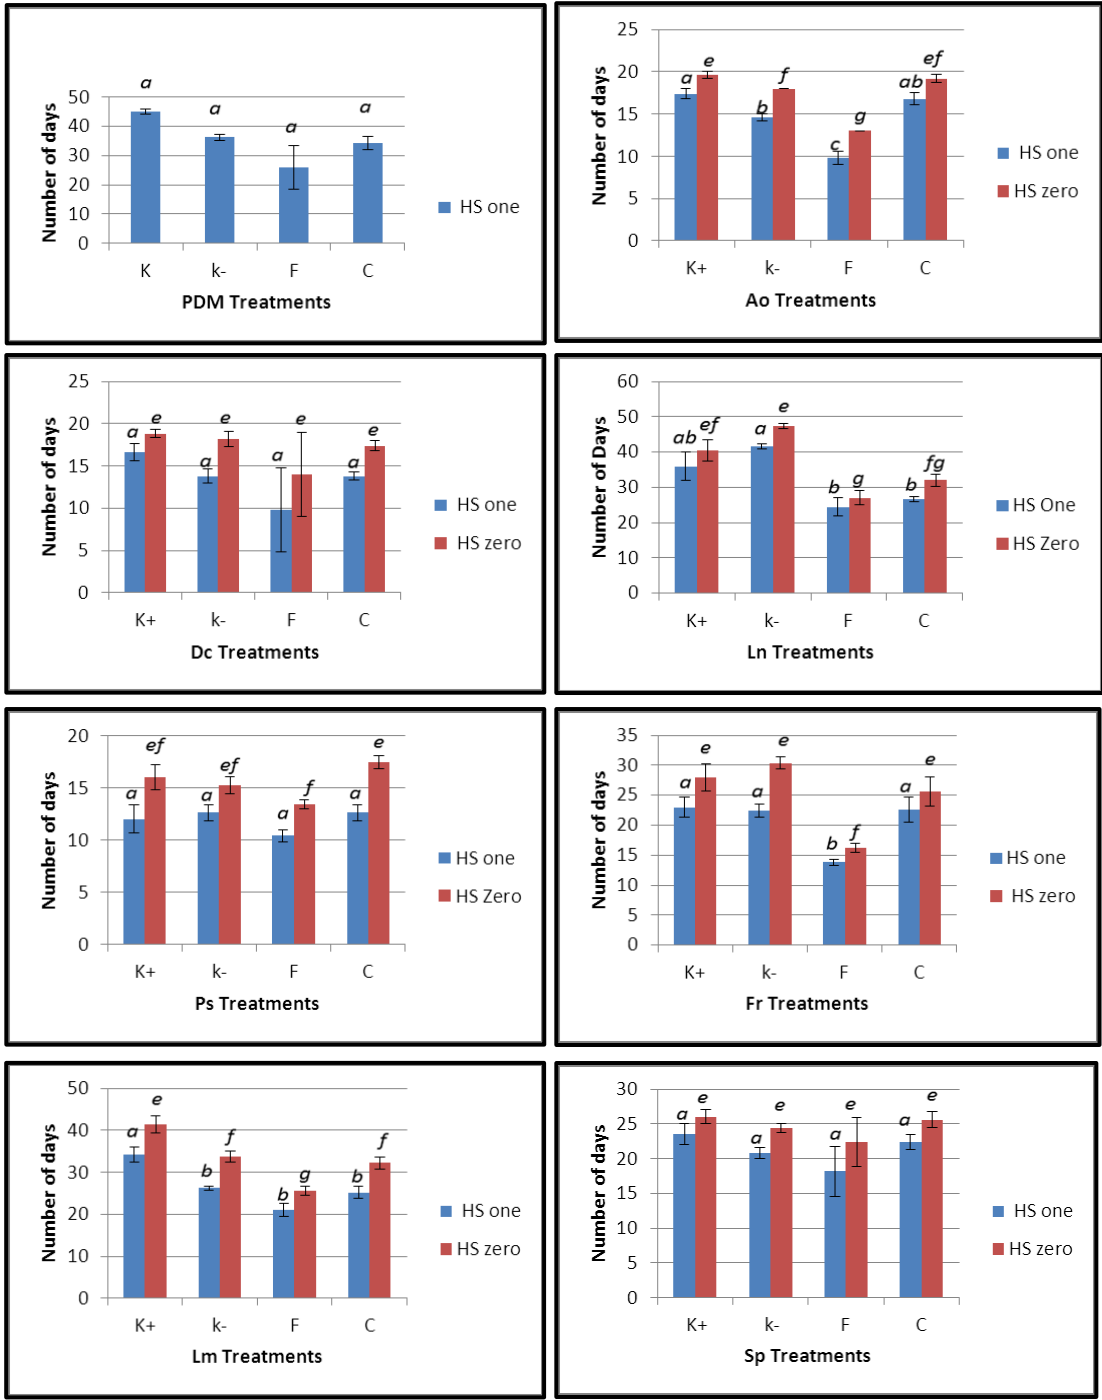 a
a
a
a
50
40
30
20
10
0
Number of days
K
k-
F
C
PDM Treatments
HS one
25
20
15
10
5
0
Number of days
a
e
b
f
c
g
ab
ef
K+
k-
F
C
Ao Treatments
HS one
HS zero
25
20
15
10
5
0
Number of days
a
e
a
e
a
e
a
e
K+
k-
F
C
Dc Treatments
HS one
HS zero
60
50
40
30
20
10
0
Number of Days
ab
ef
a
e
b
g
b
fg
K+
k-
F
C
Ln Treatments
HS One
HS Zero
20
15
10
5
0
Number of days
a
ef
a
ef
a
f
a
e
K+
k-
F
C
Ps Treatments
HS one
HS Zero
35
30
25
20
15
10
5
0
Number of days
a
e
a
e
b
f
a
e
K+
k-
F
C
Fr Treatments
HS one
HS zero
50
40
30
20
10
0
Number of days
a
e
b
f
b
g
b
f
K+
k-
F
C
Lm Treatments
HS one
HS zero
30
25
20
15
10
5
0
Number of days
a
e
a
e
a
e
a
e
K+
k-
F
C
Sp Treatments
HS one
HS zero